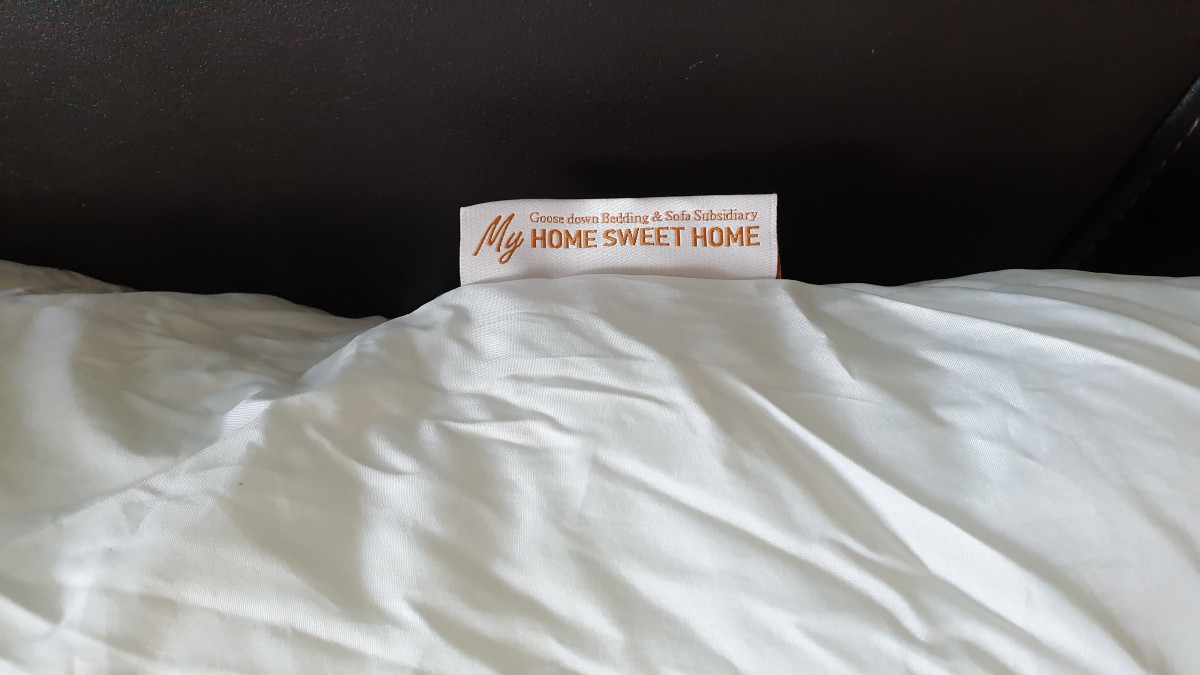 Goose down Bedding & Sofa Subsidiary
My HOME SWEET HOME